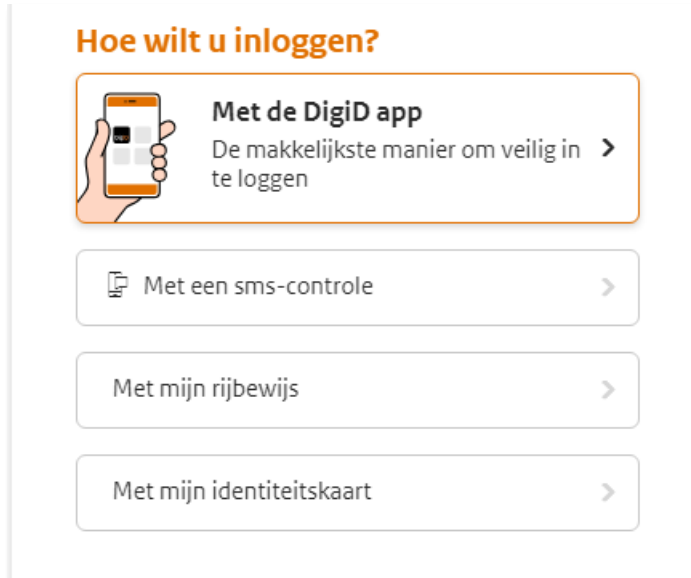 Hoe wilt u inloggen?
Met de DigiD app
De makkelijkste manier om veilig in
te loggen
Met een sms-controle
Met mijn rijbewijs
Met mijn identiteitskaart